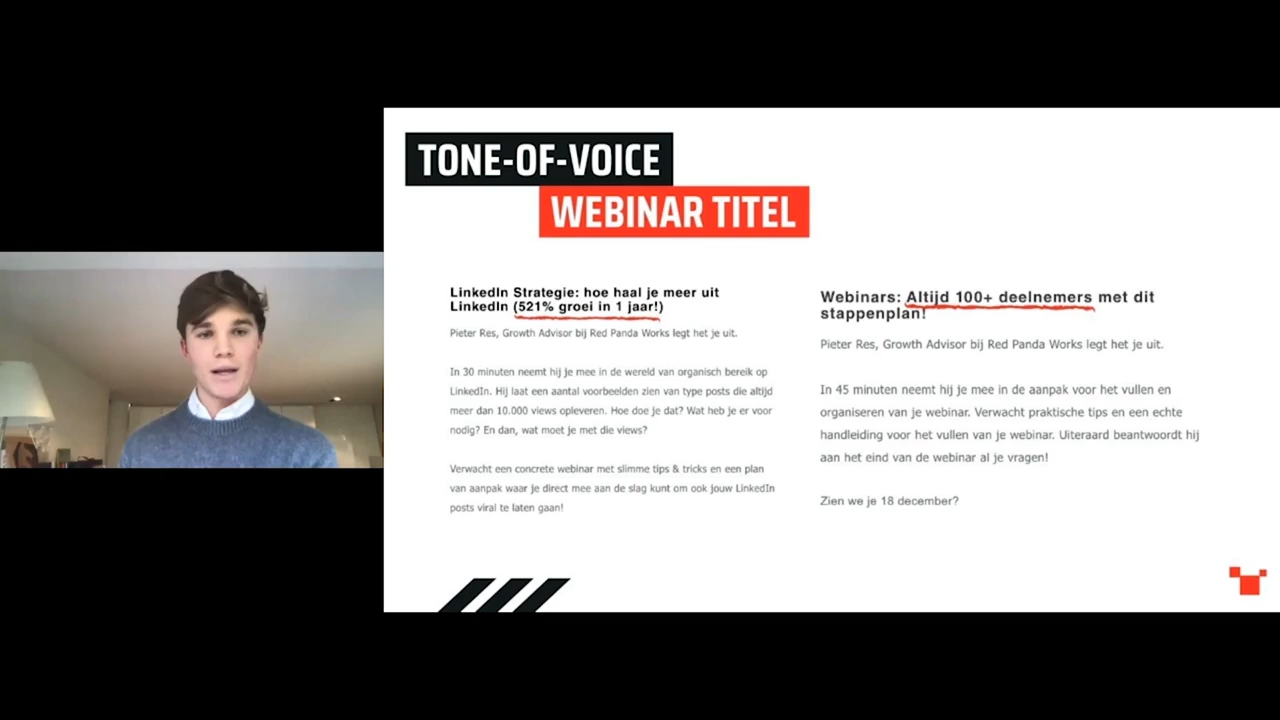 TONE-OF-VOICE
WEBINAR TITEL
LinkedIn Strategie: hoe haal je meer uit
LinkedIn (521% groei in 1 jaar!)
Pieter Res, Growth Advisor bij Red Panda Works legt het je uit.
In 30 minuten neemt hij je mee in de wereld van organisch bereik op
LinkedIn. Hij laat een aantal voorbeelden zien van type posts die altijd
meer dan 10.000 views opleveren. Hoe doe je dat? Wat heb je er voor
nodig? En dan, wat moet je met die views?
Verwacht een concrete webinar met slimme tips & tricks en een plan
van aanpak waar je direct mee aan de slag kunt om ook jouw LinkedIn
posts viral te laten gaan!
Webinars: Altijd 100+ deelnemers met dit
stappenplan!
Pieter Res, Growth Advisor bij Red Panda Works legt het je uit.
In 45 minuten neemt hij je mee in de aanpak voor het vullen en
organiseren van je webinar. Verwacht praktische tips en een echte
handleiding voor het vullen van je webinar. Uiteraard beantwoordt hij
aan het eind van de webinar al je vragen!
Zien we je 18 december?